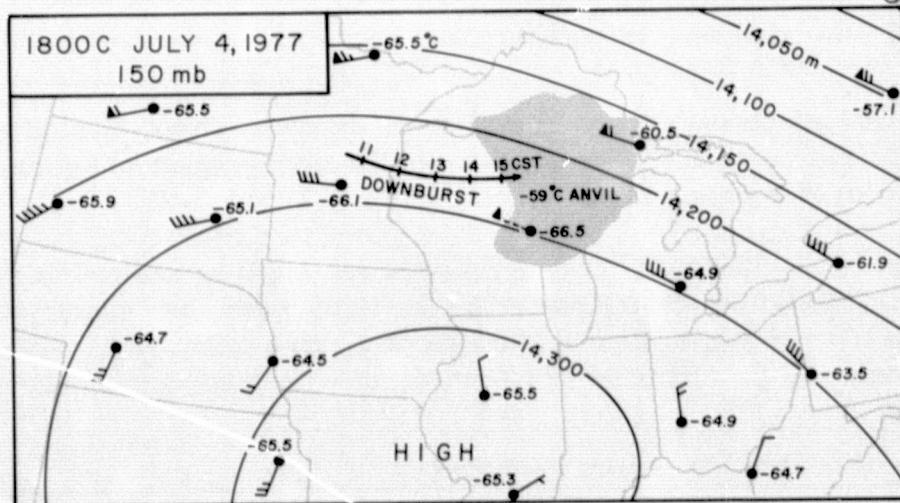 1800C JULY 4, 1977
150 mb
-65.5°C
14,050 m
-57.1
14,100
-65.5
-60.5
14,150
11 12 13 14 15 CST
DOWNBURST
-59°C ANVIL
-66.1
-65.9
-65.1
14,200
-66.5
-61.9
-64.9
-64.7
-64.5
14,300
-63.5
-65.5
-64.9
-65.5
HIGH
-65.3
-64.7